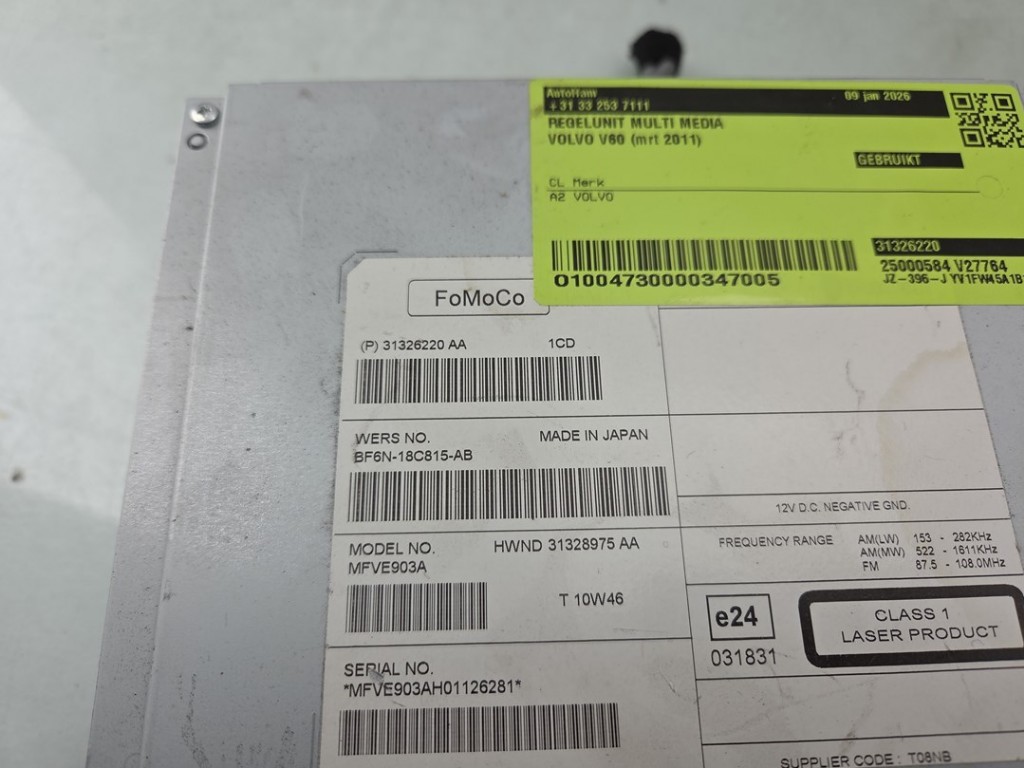 Autoflam 09 jan 2026
+31 33 253 7111
REGELUNIT MULTI MEDIA
VOLVO V60 (mrt 2011)
GEBRUIKT
CL Merk
A2 VOLVO
31326220
25000584 V27764
JZ-396-J YV1FW45A1B
01004730000347005
FoMoCo
(P) 31326220 AA 1CD
WERS NO. MADE IN JAPAN
BF6N-18C815-AB
12V D.C. NEGATIVE GND.
MODEL NO. HWND 31328975 AA
MFVE903A
T 10W46
FREQUENCY RANGE AM(LW) 153 - 282KHz
AM(MW) 522 - 1611KHz
FM 87.5 - 108.0MHz
e24
031831
CLASS 1
LASER PRODUCT
SERIAL NO.
*MFVE903AH01126281*
SUPPLIER CODE : T08NB